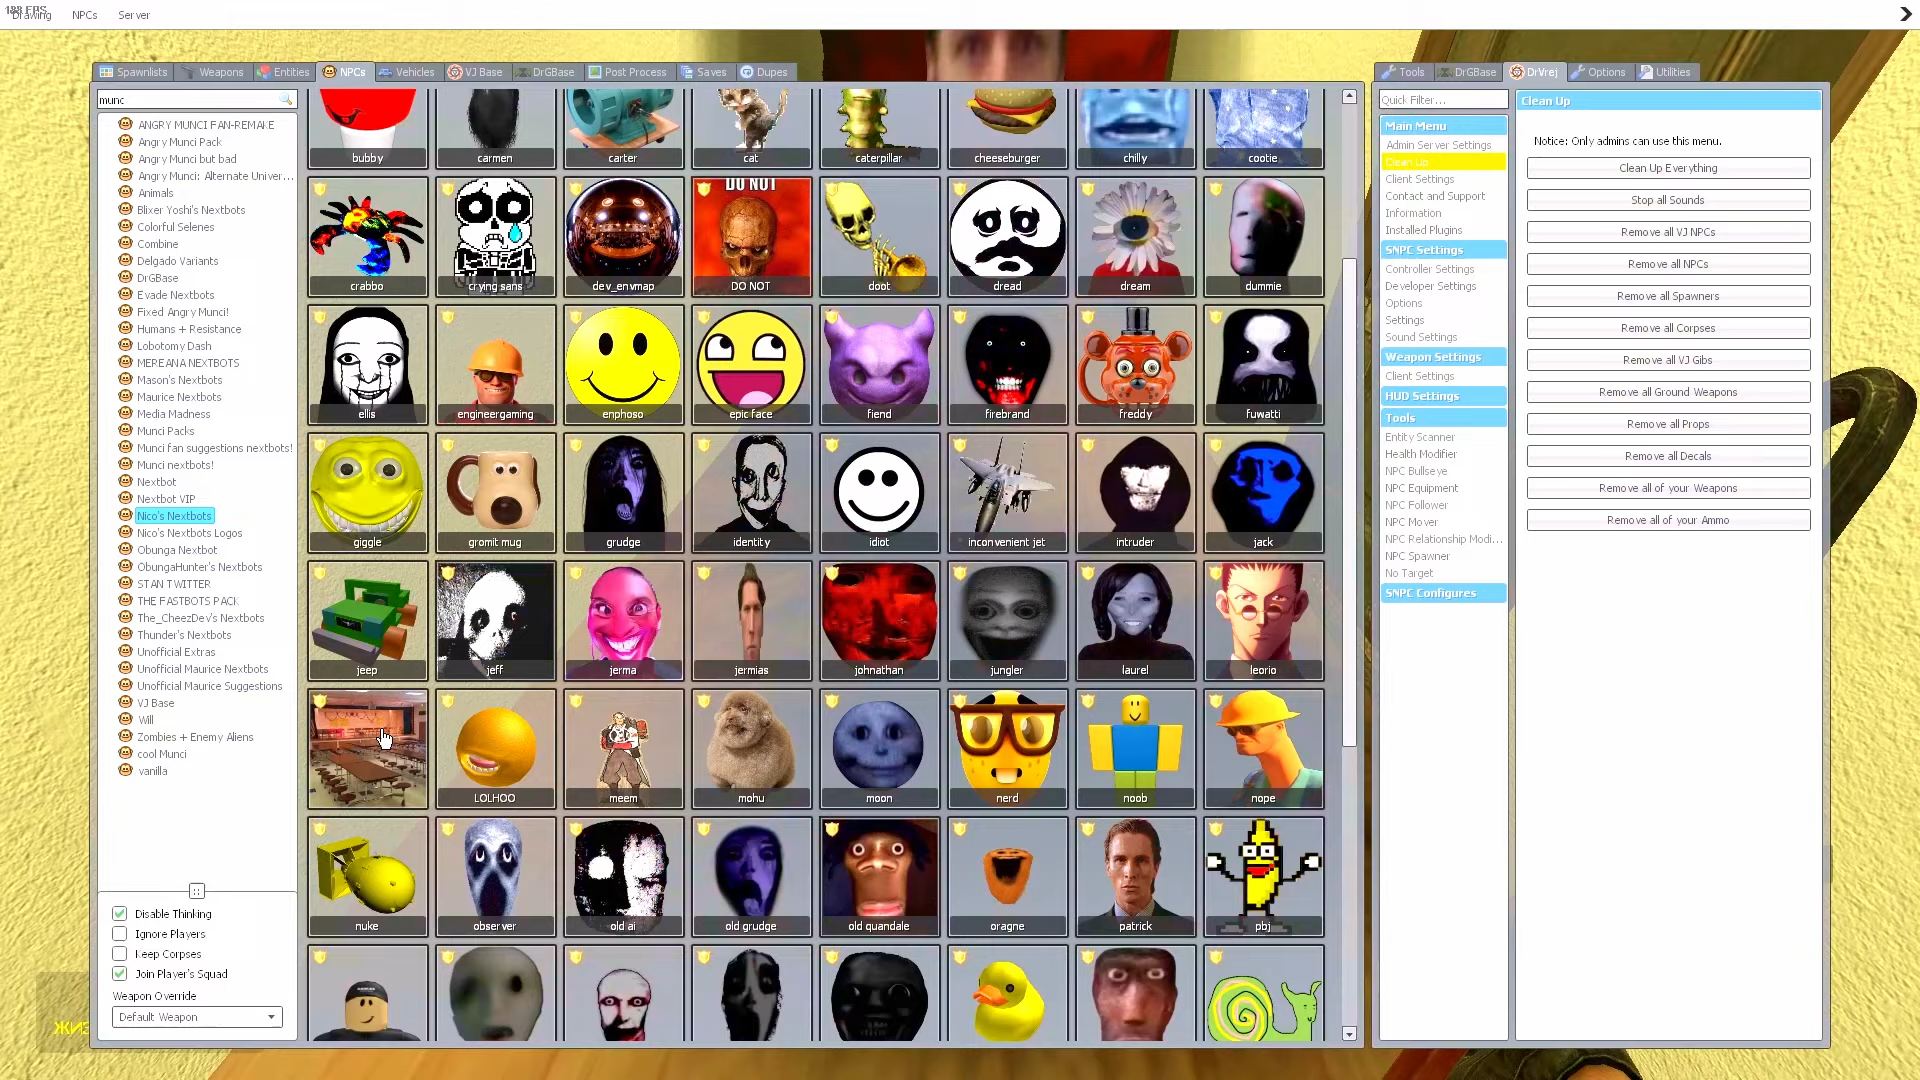 188 FPS
Drawing NPCs Server
Spawnlists Weapons Entities NPCs Vehicles VJ Base DrGBase Post Process Saves Dupes
munc
ANGRY MUNCI FAN-REMAKE
Angry Munci Pack
Angry Munci but bad
Angry Munci: Alternate Univer...
Animals
Blixer Yoshi's Nextbots
Colorful Selenes
Combine
Delgado Variants
DrGBase
Evade Nextbots
Fixed Angry Munci!
Humans + Resistance
Lobotomy Dash
MEREANA NEXTBOTS
Mason's Nextbots
Maurice Nextbots
Media Madness
Munci Packs
Munci fan suggestions nextbots!
Munci nextbots!
Nextbot
Nextbot VIP
Nico's Nextbots
Nico's Nextbots Logos
Obunga Nextbot
ObungaHunter's Nextbots
STAN TWITTER
THE FASTBOTS PACK
The_CheezDev's Nextbots
Thunder's Nextbots
Unofficial Extras
Unofficial Maurice Nextbots
Unofficial Maurice Suggestions
VJ Base
Will
Zombies + Enemy Aliens
cool Munci
vanilla
Disable Thinking
Ignore Players
Keep Corpses
Join Player's Squad
Weapon Override
Default Weapon
ЖИЗ
bubby carmen carter cat caterpillar cheeseburger chilly cootie
DO NOT
crabbo crying sans dev_envmap DO NOT doot dread dream dummie
ellis engineergaming enphoso epic face fiend firebrand freddy fuwatti
giggle gromit mug grudge identity idiot inconvenient jet intruder jack
jeep jeff jerma jermias johnathan jungler laurel leorio
LOLHOO meem mohu moon nerd noob nope
nuke observer old ai old grudge old quandale oragne patrick pbj
Tools DrGBase DrVrej Options Utilities
Quick Filter...
Main Menu
Admin Server Settings
Clean Up
Client Settings
Contact and Support
Information
Installed Plugins
SNPC Settings
Controller Settings
Developer Settings
Options
Settings
Sound Settings
Weapon Settings
Client Settings
HUD Settings
Tools
Entity Scanner
Health Modifier
NPC Bullseye
NPC Equipment
NPC Follower
NPC Mover
NPC Relationship Modi...
NPC Spawner
No Target
SNPC Configures
Clean Up
Notice: Only admins can use this menu.
Clean Up Everything
Stop all Sounds
Remove all VJ NPCs
Remove all NPCs
Remove all Spawners
Remove all Corpses
Remove all VJ Gibs
Remove all Ground Weapons
Remove all Props
Remove all Decals
Remove all of your Weapons
Remove all of your Ammo